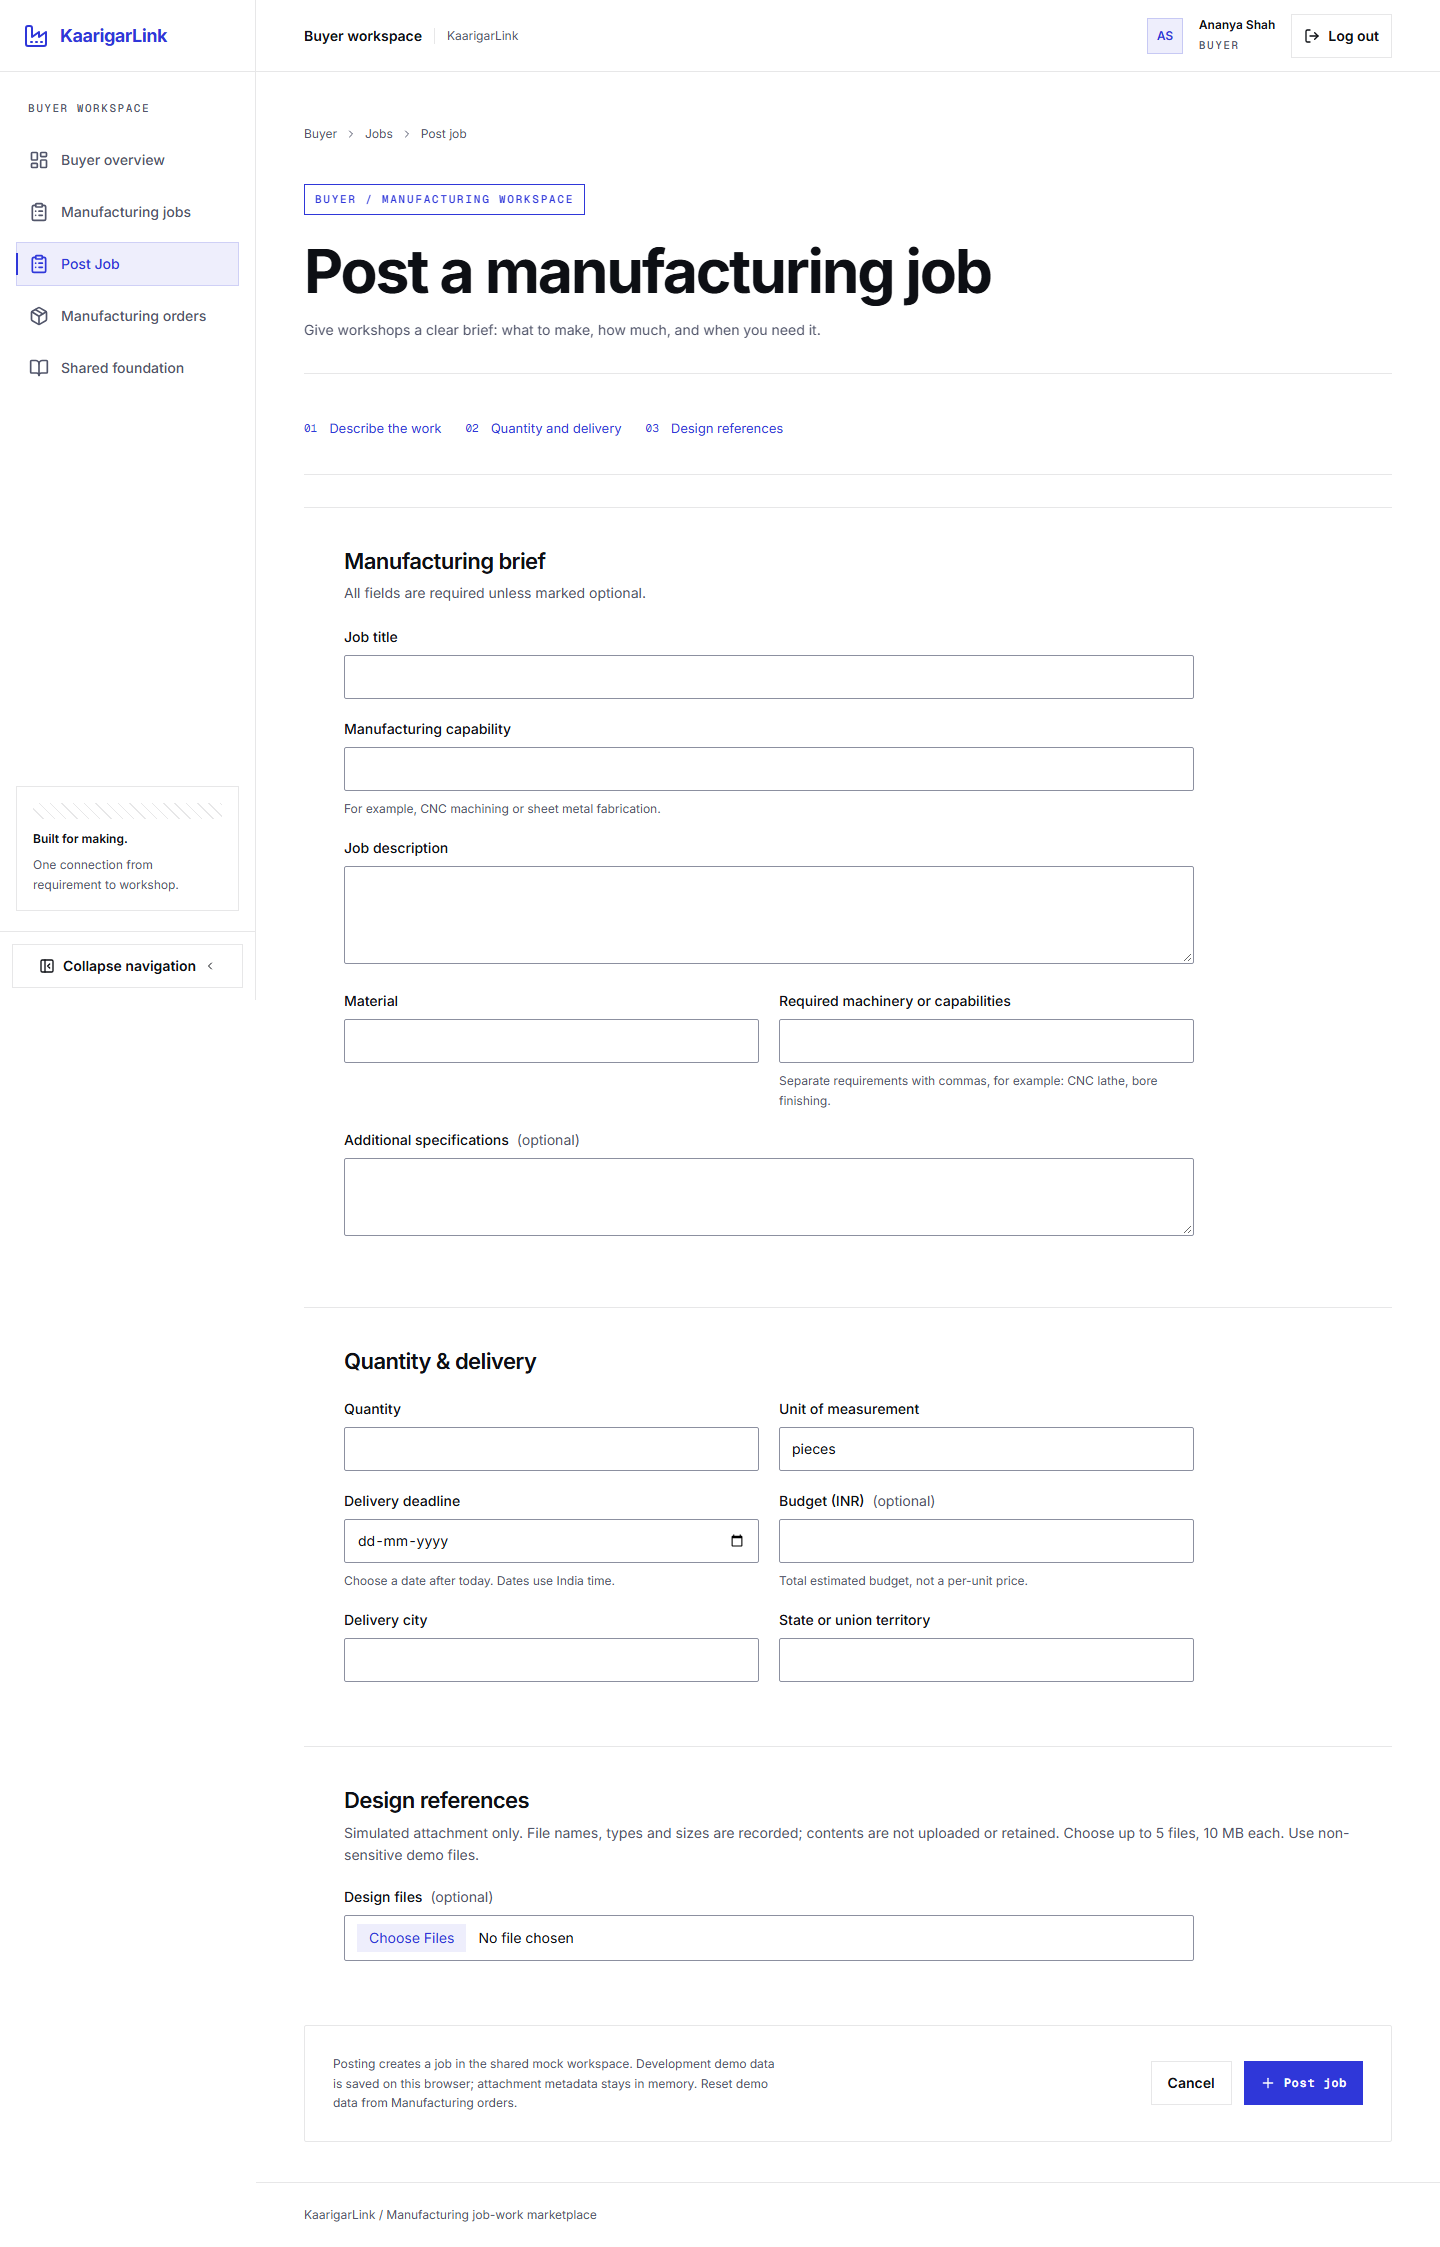 KaarigarLink
Buyer workspace
KaarigarLink
AS
Ananya Shah
BUYER
Log out
BUYER WORKSPACE
Buyer overview
Manufacturing jobs
Post Job
Manufacturing orders
Shared foundation
Built for making.
One connection from
requirement to workshop.
Collapse navigation
Buyer > Jobs > Post job
BUYER / MANUFACTURING WORKSPACE
Post a manufacturing job
Give workshops a clear brief: what to make, how much, and when you need it.
01 Describe the work 02 Quantity and delivery 03 Design references
Manufacturing brief
All fields are required unless marked optional.
Job title
Manufacturing capability
For example, CNC machining or sheet metal fabrication.
Job description
Material
Required machinery or capabilities
Separate requirements with commas, for example: CNC lathe, bore
finishing.
Additional specifications (optional)
Quantity & delivery
Quantity
Unit of measurement
pieces
Delivery deadline
Budget (INR) (optional)
dd-mm-yyyy
Choose a date after today. Dates use India time.
Total estimated budget, not a per-unit price.
Delivery city
State or union territory
Design references
Simulated attachment only. File names, types and sizes are recorded; contents are not uploaded or retained. Choose up to 5 files, 10 MB each. Use non-
sensitive demo files.
Design files (optional)
Choose Files No file chosen
Posting creates a job in the shared mock workspace. Development demo data
is saved on this browser; attachment metadata stays in memory. Reset demo
data from Manufacturing orders.
Cancel
+ Post job
KaarigarLink / Manufacturing job-work marketplace